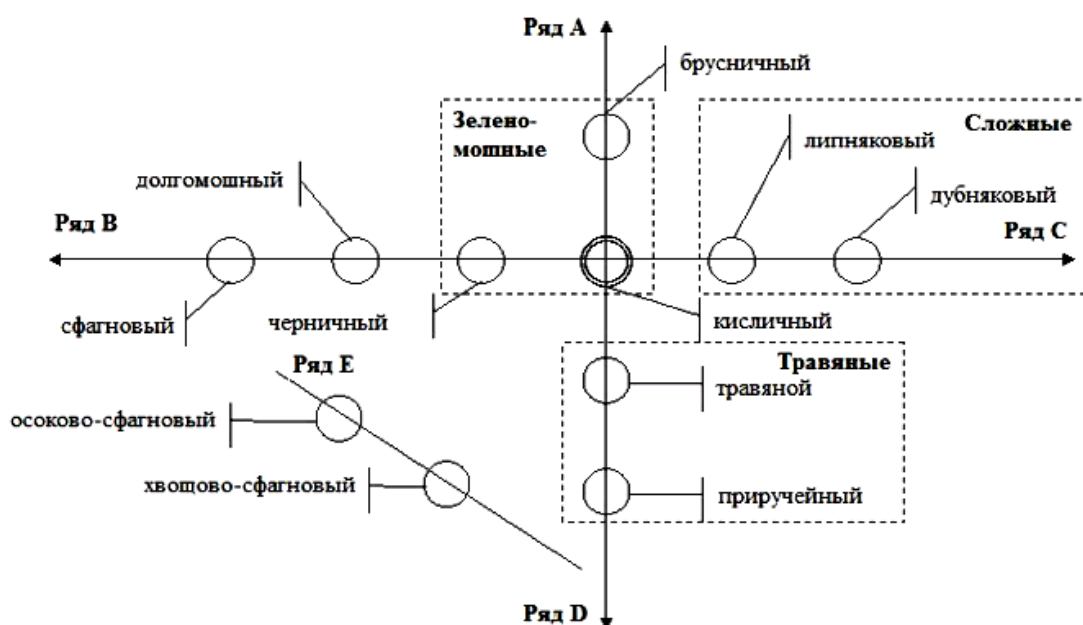 Ряд А
брусничный
Зелено-
мошные
Сложные
липняковый
долгомошный
дубняковый
Ряд В
Ряд С
сфагновый
черничный
кисличный
Ряд Е
Травяные
травяной
осоково-сфагновый
хвощово-сфагновый
приручейный
Ряд D